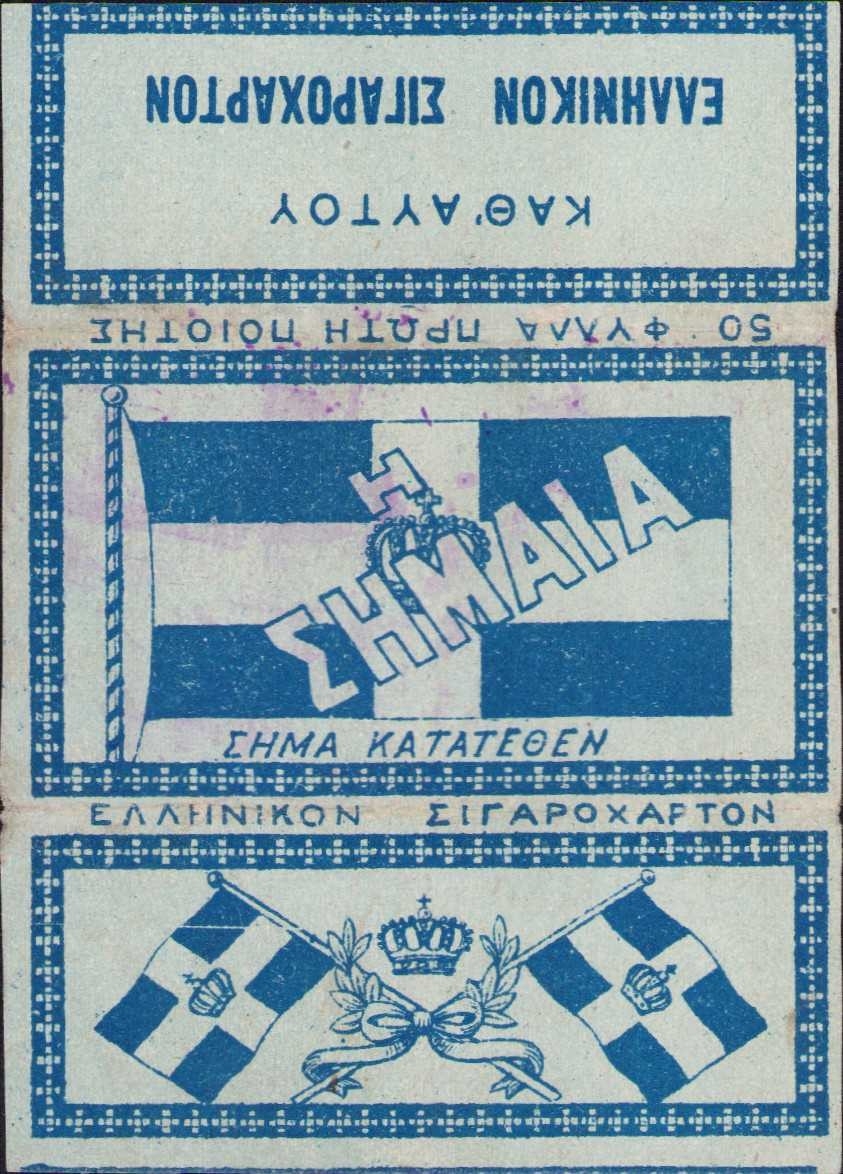 ΕΛΛΗΝΙΚΟΝ ΣΙΓΑΡΟΧΑΡΤΟΝ
ΚΑΘ'ΑΥΤΟΥ
50 ΦΥΛΛΑ ΠΡΩΤΗ ΠΟΙΟΤΗΣ
Η
ΣΗΜΑΙΑ
ΣΗΜΑ ΚΑΤΑΤΕΘΕΝ
ΕΛΛΗΝΙΚΟΝ ΣΙΓΑΡΟΧΑΡΤΟΝ